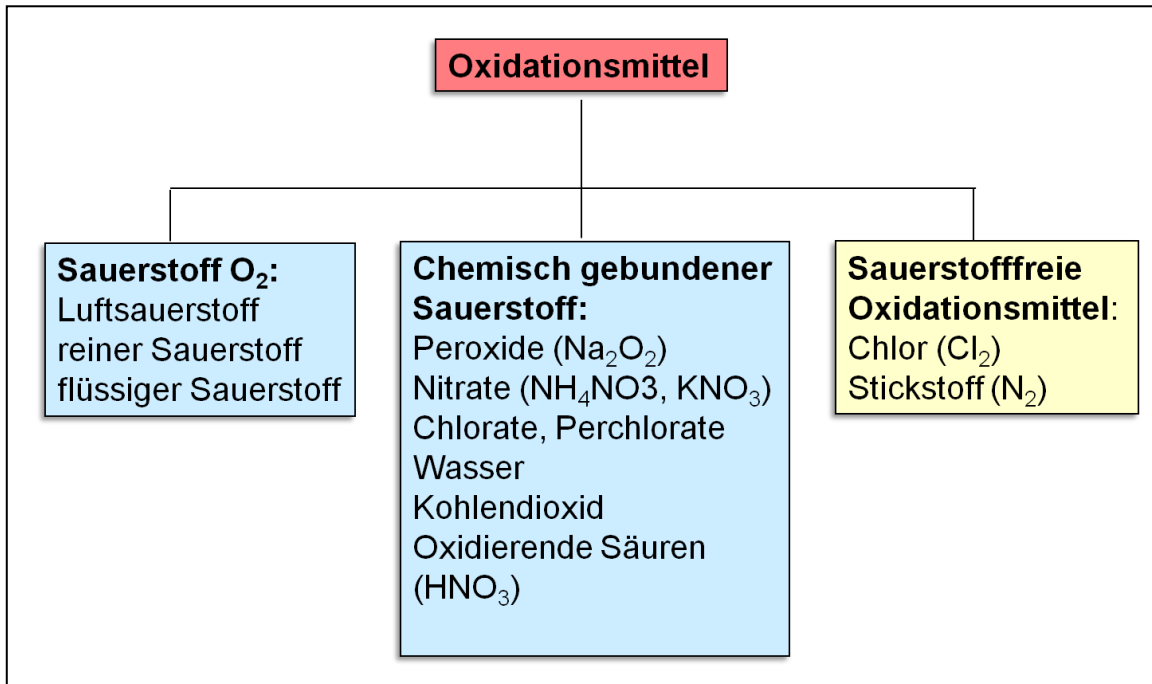 Oxidationsmittel
Sauerstoff O₂:
Luftsauerstoff
reiner Sauerstoff
flüssiger Sauerstoff
Chemisch gebundener
Sauerstoff:
Peroxide (Na₂O₂)
Nitrate (NH₄NO3, KNO₃)
Chlorate, Perchlorate
Wasser
Kohlendioxid
Oxidierende Säuren
(HNO₃)
Sauerstofffreie
Oxidationsmittel:
Chlor (Cl₂)
Stickstoff (N₂)